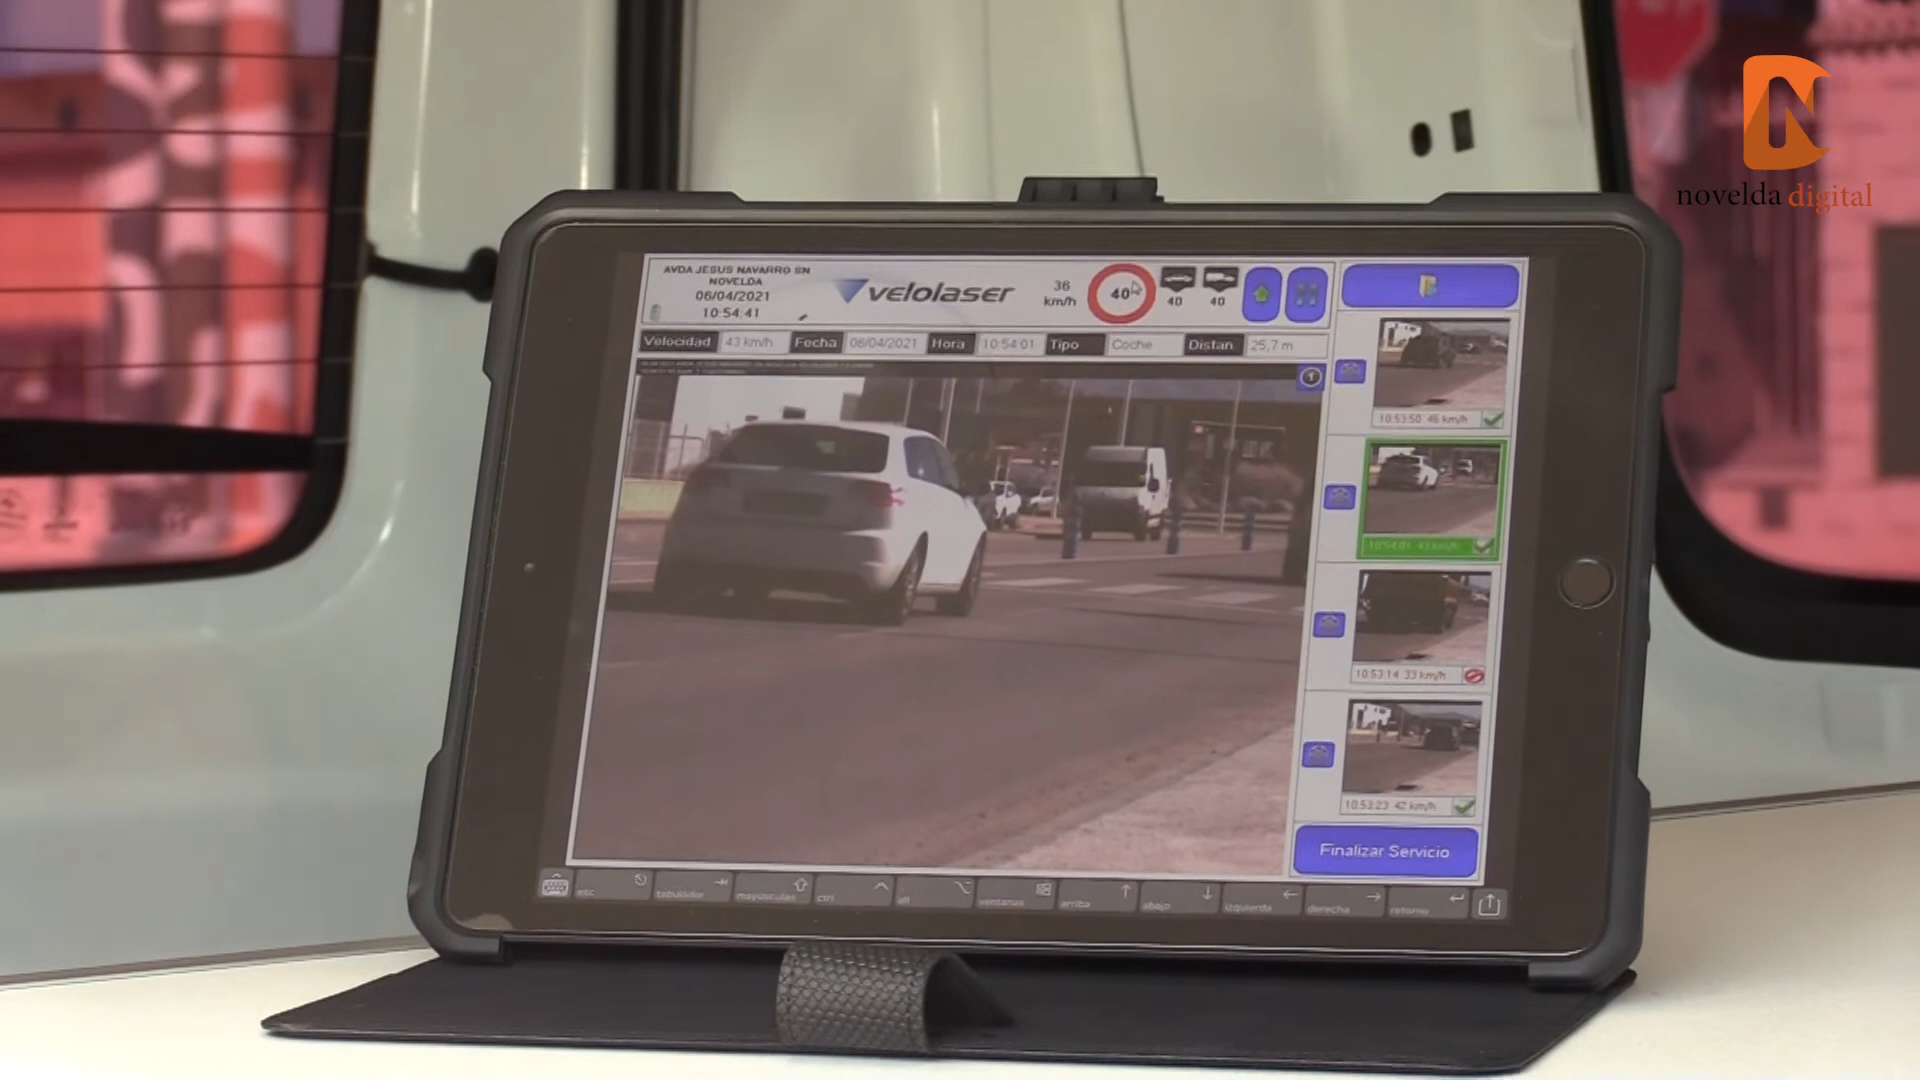 novelda digital
AVDA JESUS NAVARRO SN
NOVELDA
06/04/2021
10:54:41
velolaser
36
km/h
40
40
40
Velocidad 43 km/h Fecha 06/04/2021 Hora 10:54:01 Tipo Coche Distan. 25,7 m
10:53:50 46 km/h
10:54:01 43 km/h
10:53:14 33 km/h
10:53:23 42 km/h
Finalizar Servicio
esc tabulador mayúsculas ctrl alt ventanas arriba abajo izquierda derecha retorno